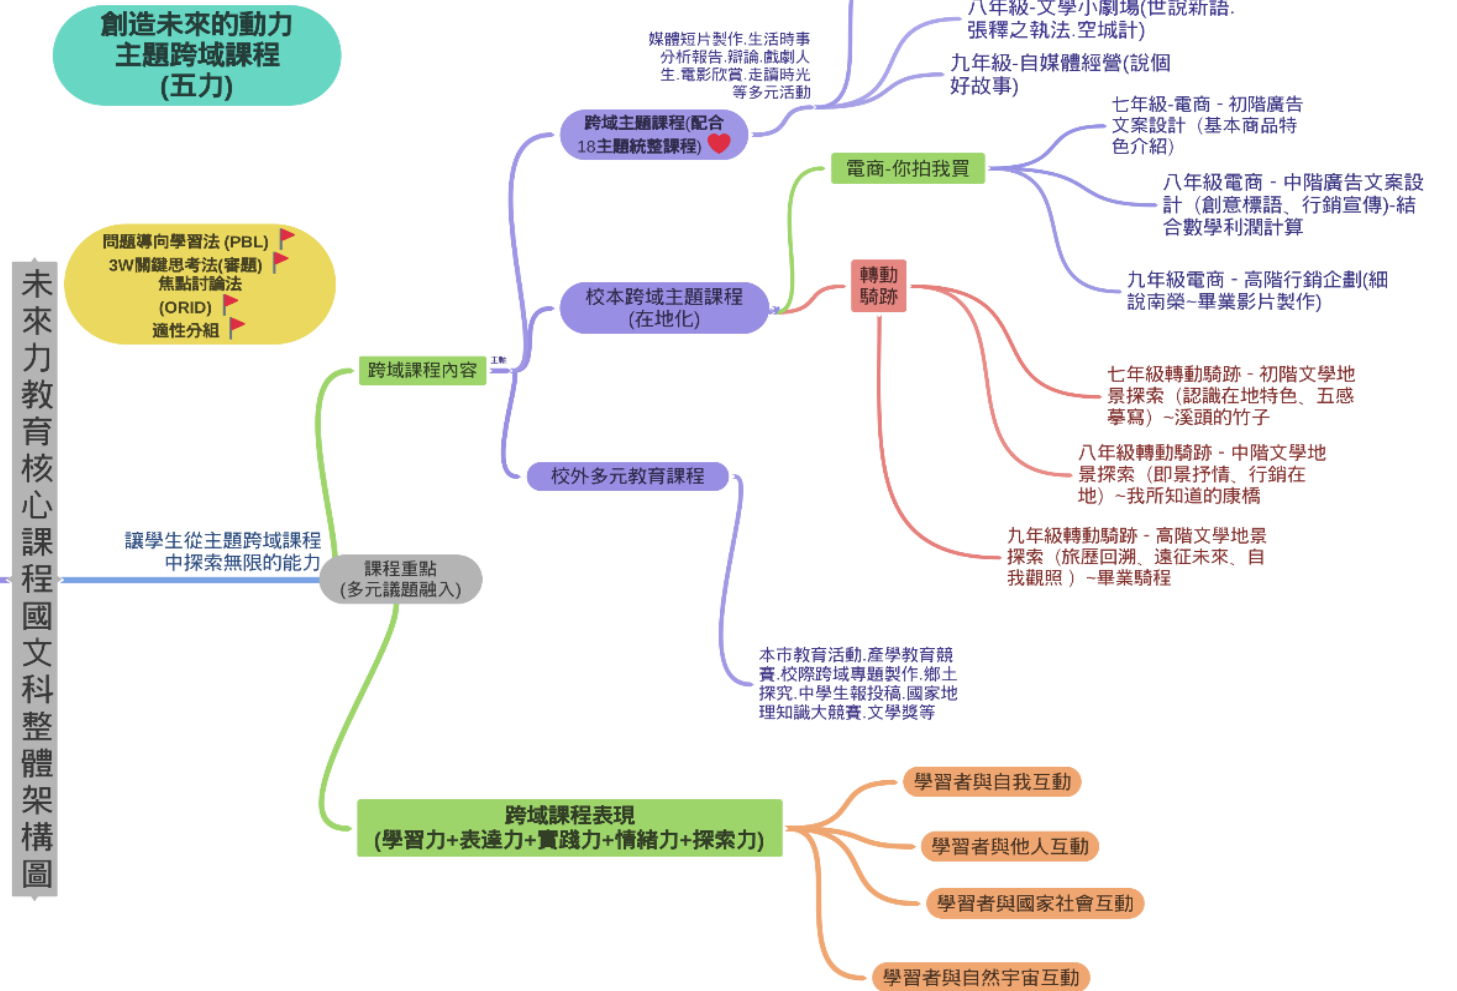 創造未來的動力
主題跨域課程
(五力)
問題導向學習法 (PBL)
3W關鍵思考法(審題)
焦點討論法
(ORID)
適性分組
未來力教育核心課程國文科整體架構圖
讓學生從主題跨域課程
中探索無限的能力
課程重點
(多元議題融入)
跨域課程內容
主軸
跨域主題課程(配合
18主題統整課程)
媒體短片製作.生活時事
分析報告.辯論.戲劇人
生.電影欣賞.走讀時光
等多元活動
八年級-文學小劇場(世說新語.
張釋之執法.空城計)
九年級-自媒體經營(說個
好故事)
校本跨域主題課程
(在地化)
電商-你拍我買
七年級-電商 - 初階廣告
文案設計（基本商品特
色介紹）
八年級電商 - 中階廣告文案設
計（創意標語、行銷宣傳)-結
合數學利潤計算
九年級電商 - 高階行銷企劃(細
說南榮~畢業影片製作)
轉動
騎跡
七年級轉動騎跡 - 初階文學地
景探索（認識在地特色、五感
摹寫）~溪頭的竹子
八年級轉動騎跡 - 中階文學地
景探索（即景抒情、行銷在
地）~我所知道的康橋
九年級轉動騎跡 - 高階文學地景
探索（旅歷回溯、遠征未來、自
我觀照 ）~畢業騎程
校外多元教育課程
本市教育活動.產學教育競
賽.校際跨域專題製作.鄉土
探究.中學生報投稿.國家地
理知識大競賽.文學獎等
跨域課程表現
(學習力+表達力+實踐力+情緒力+探索力)
學習者與自我互動
學習者與他人互動
學習者與國家社會互動
學習者與自然宇宙互動